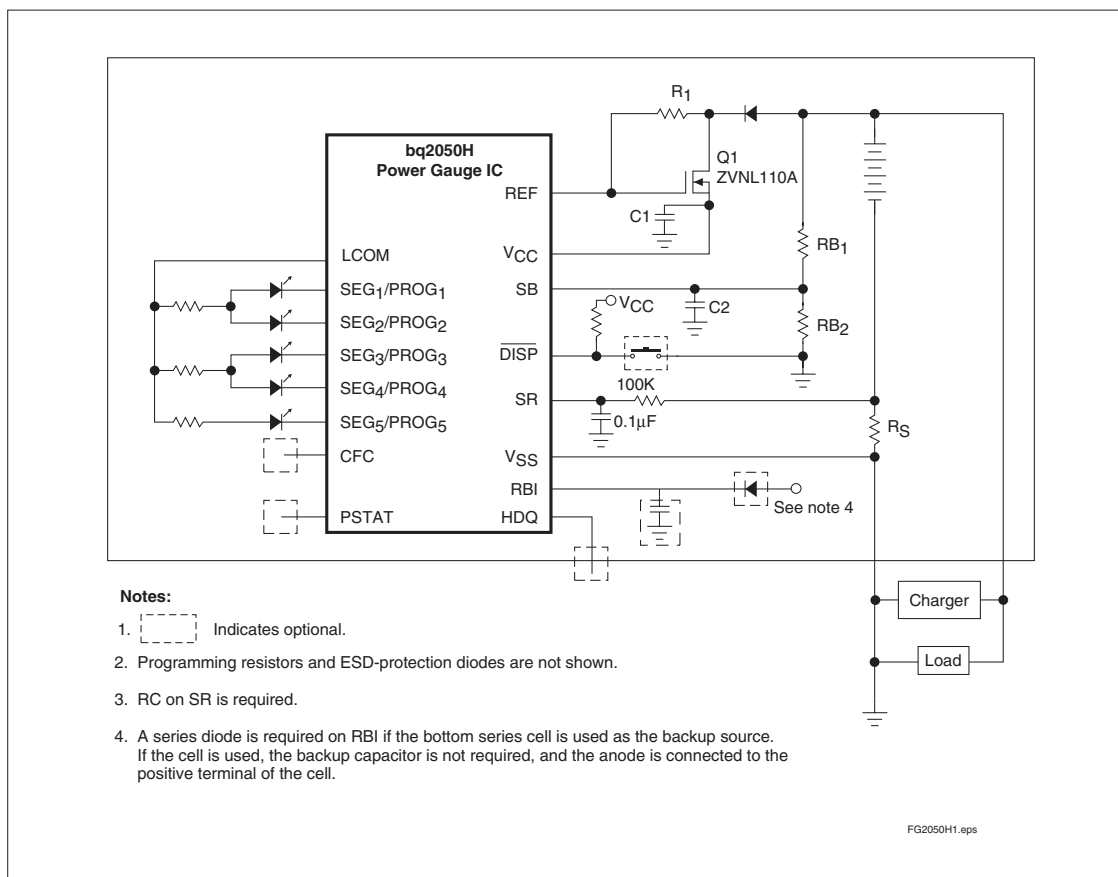 R1
bq2050H
Power Gauge IC
Q1
ZVNL110A
REF
C1
VCC
RB1
LCOM
SEG1/PROG1
SB
VCC
C2
SEG2/PROG2
RB2
SEG3/PROG3
DISP
SEG4/PROG4
100K
SR
0.1µF
SEG5/PROG5
RS
CFC
VSS
RBI
See note 4
PSTAT
HDQ
Notes:
Charger
1. Indicates optional.
2. Programming resistors and ESD-protection diodes are not shown.
Load
3. RC on SR is required.
4. A series diode is required on RBI if the bottom series cell is used as the backup source.
If the cell is used, the backup capacitor is not required, and the anode is connected to the
positive terminal of the cell.
FG2050H1.eps